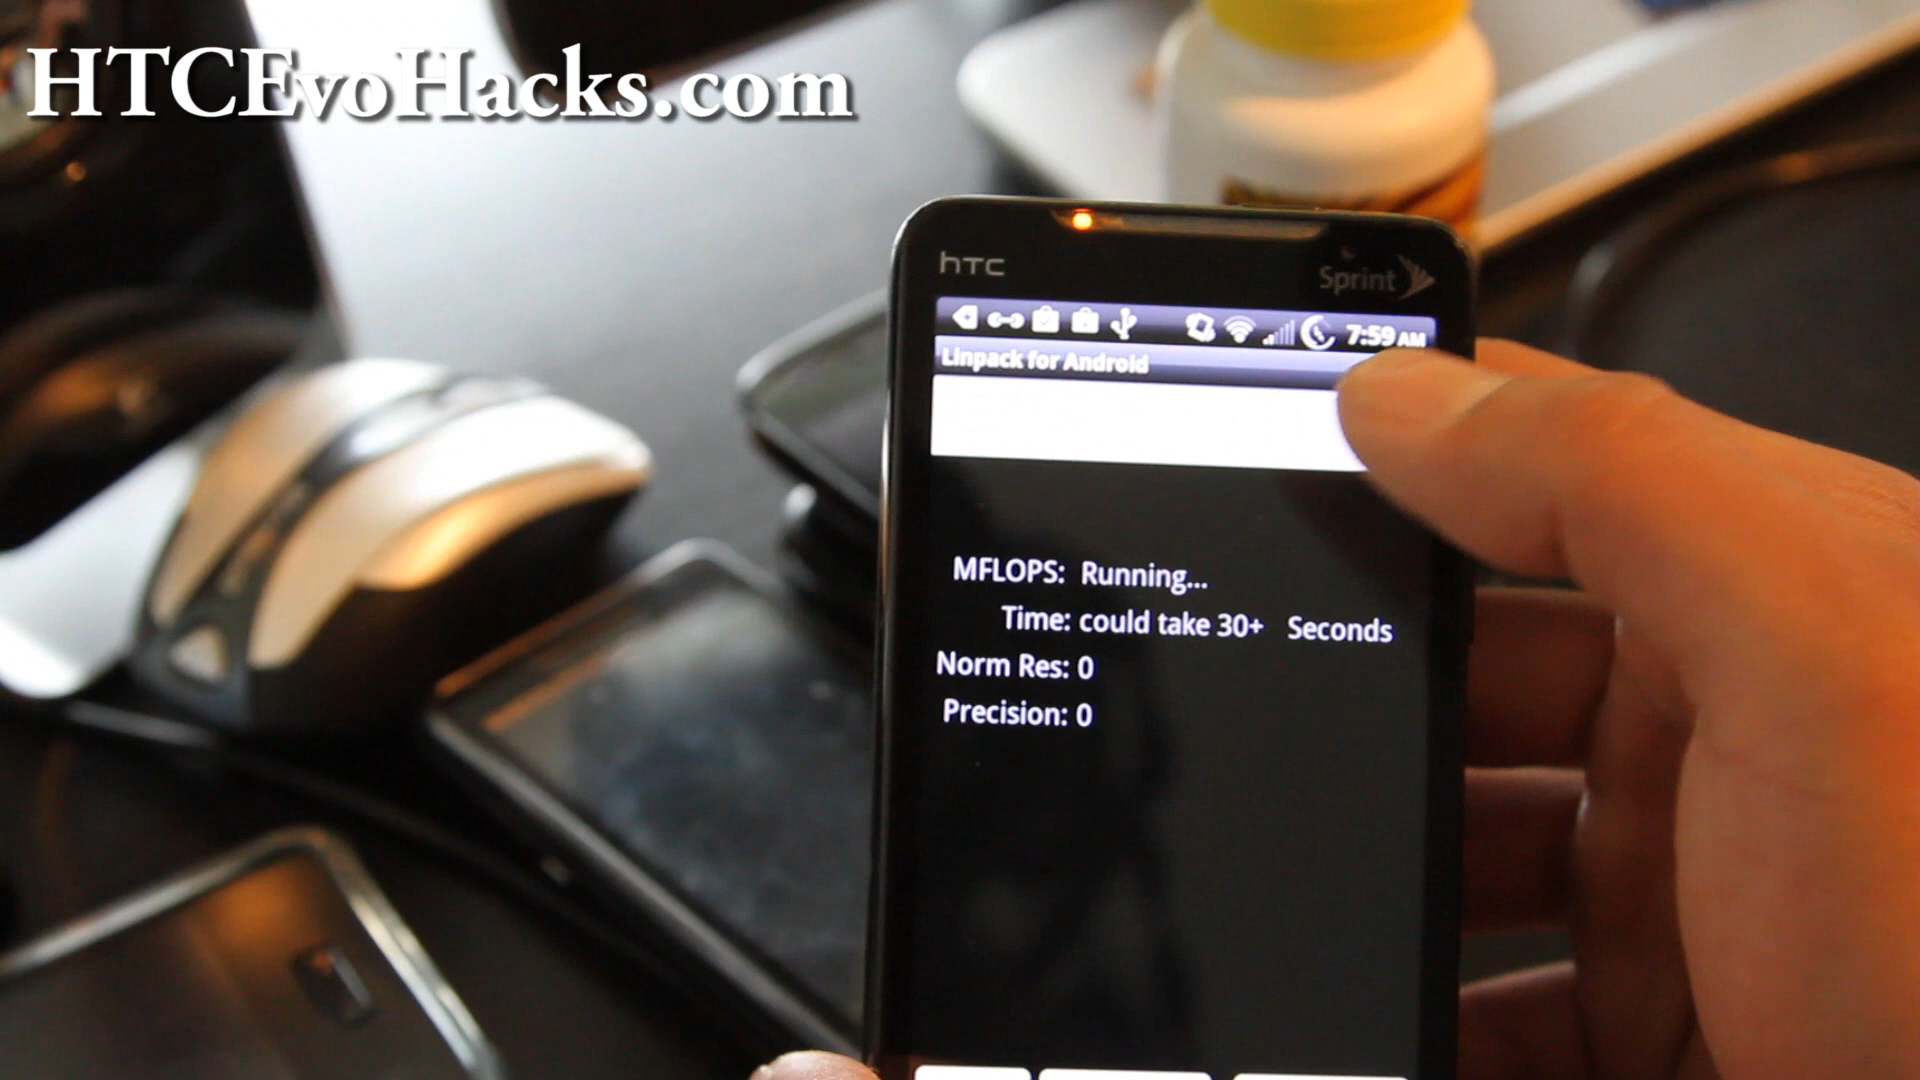 HTCEvoHacks.com
hTC
Sprint
7:59 AM
Linpack for Android
MFLOPS: Running...
Time: could take 30+ Seconds
Norm Res: 0
Precision: 0